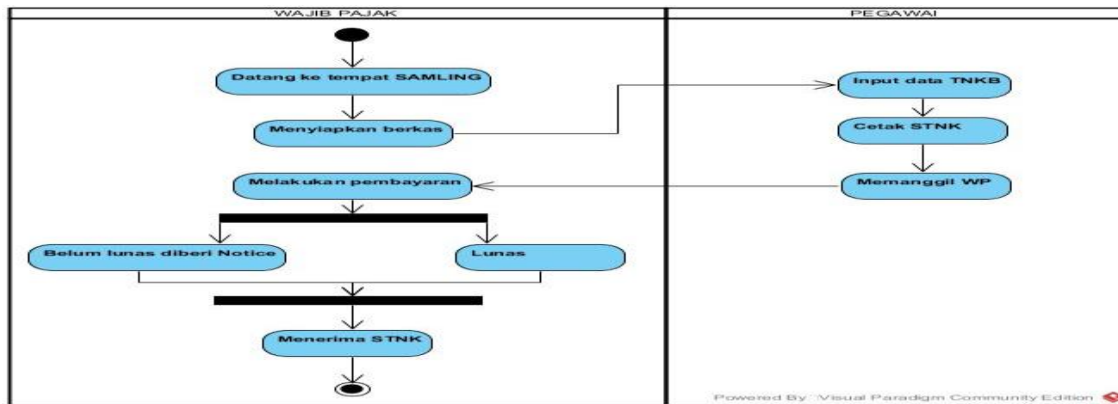 WAJIB PAJAK
PEGAWAI
Datang ke tempat SAMLING
Menyiapkan berkas
Input data TNKB
Cetak STNK
Memanggil WP
Melakukan pembayaran
Belum lunas diberi Notice
Lunas
Menerima STNK
Powered By Visual Paradigm Community Edition